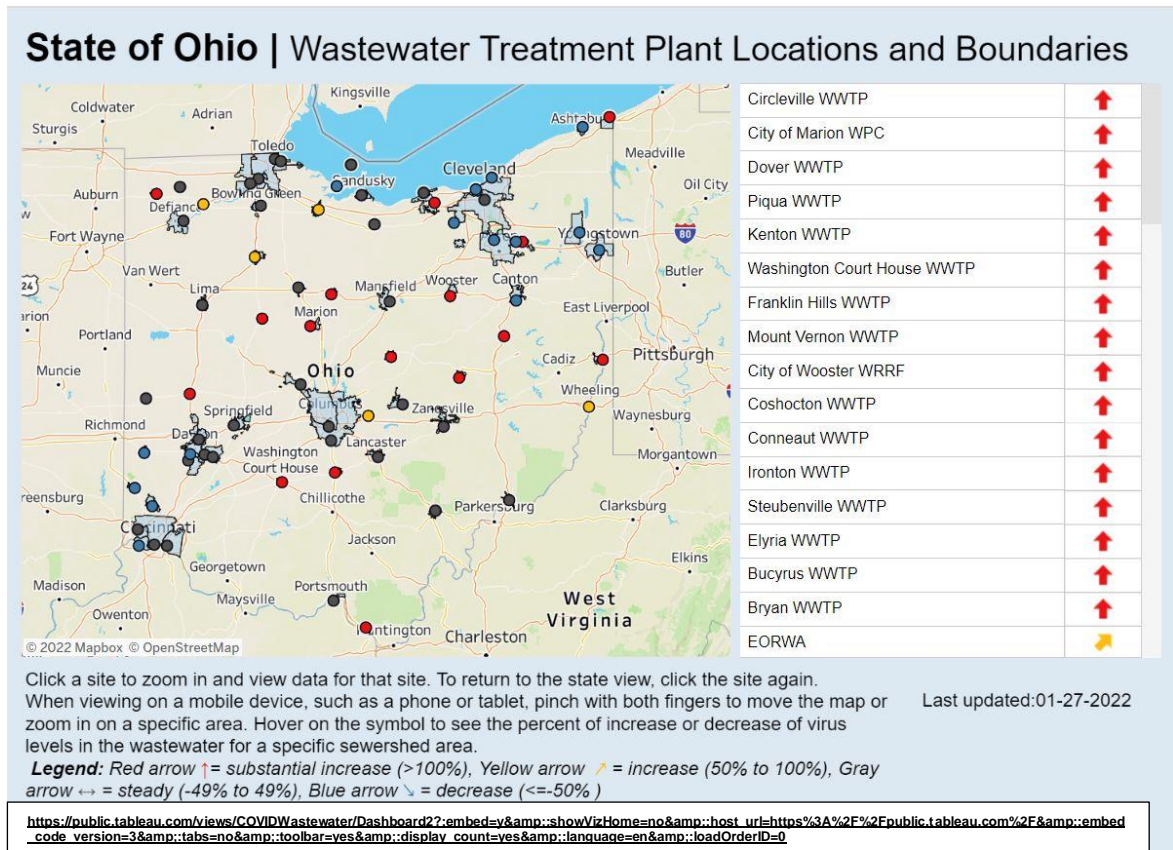 State of Ohio | Wastewater Treatment Plant Locations and Boundaries
Kingsville
Coldwater
Adrian
Sturgis
Ashtabu
Meadville
Toledo
Cleveland
Oil City
Auburn
Sandusky
Bowling Green
Defiance
Fort Wayne
Youngstown
80
Van Wert
Butler
24
Lima
Mansfield
Wooster
Canton
East Liverpool
Marion
Portland
Cadiz
Pittsburgh
Ohio
Muncie
Wheeling
Springfield
Columbus
Zanesville
Waynesburg
Richmond
Dayton
Lancaster
Washington
Court House
Morgantown
reensburg
Chillicothe
Parkersburg
Clarksburg
Cincinnati
Jackson
Elkins
Georgetown
Madison
Portsmouth
Maysville
West
Virginia
Owenton
Huntington
Charleston
© 2022 Mapbox © OpenStreetMap
Circleville WWTP
City of Marion WPC
Dover WWTP
Piqua WWTP
Kenton WWTP
Washington Court House WWTP
Franklin Hills WWTP
Mount Vernon WWTP
City of Wooster WRRF
Coshocton WWTP
Conneaut WWTP
Ironton WWTP
Steubenville WWTP
Elyria WWTP
Bucyrus WWTP
Bryan WWTP
EORWA
Click a site to zoom in and view data for that site. To return to the state view, click the site again.
When viewing on a mobile device, such as a phone or tablet, pinch with both fingers to move the map or
zoom in on a specific area. Hover on the symbol to see the percent of increase or decrease of virus
levels in the wastewater for a specific sewershed area.
Last updated:01-27-2022
Legend: Red arrow ↑= substantial increase (>100%), Yellow arrow ↗ = increase (50% to 100%), Gray
arrow ↔ = steady (-49% to 49%), Blue arrow ↘ = decrease (<=-50% )
https://public.tableau.com/views/COVIDWastewater/Dashboard2?:embed=y&amp;:showVizHome=no&amp;:host_url=https%3A%2F%2Fpublic.tableau.com%2F&amp;:embed
_code_version=3&amp;:tabs=no&amp;:toolbar=yes&amp;:display_count=yes&amp;:language=en&amp;:loadOrderID=0